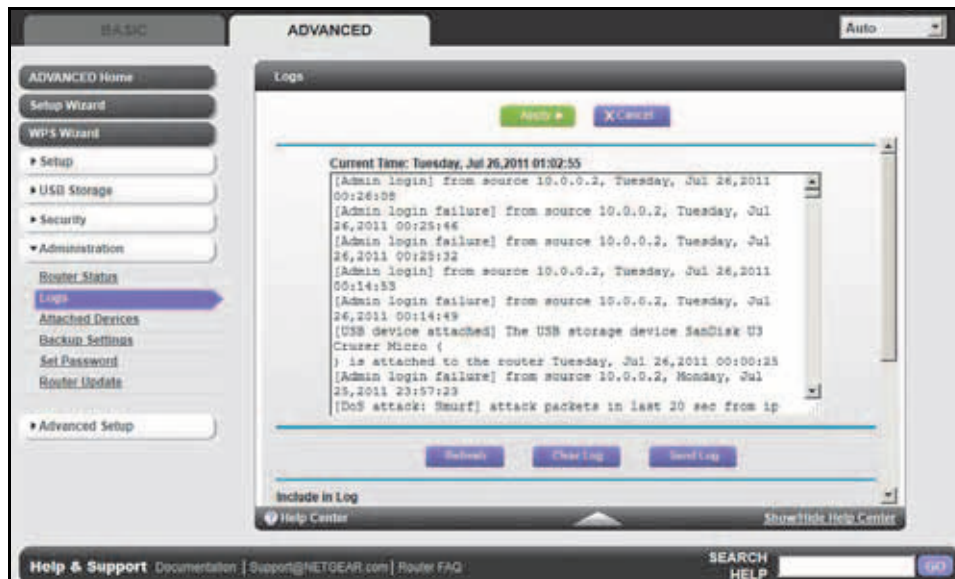 BASIC
ADVANCED
Auto
ADVANCED Home
Setup Wizard
WPS Wizard
Setup
USB Storage
Security
Administration
Router Status
Logs
Attached Devices
Backup Settings
Set Password
Router Update
Advanced Setup
Logs
Apply
X Cancel
Current Time: Tuesday, Jul 26,2011 01:02:55
[Admin login] from source 10.0.0.2, Tuesday, Jul 26,2011
00:26:05
[Admin login failure] from source 10.0.0.2, Tuesday, Jul
26,2011 00:25:46
[Admin login failure] from source 10.0.0.2, Tuesday, Jul
26,2011 00:25:32
[Admin login] from source 10.0.0.2, Tuesday, Jul 26,2011
00:14:53
[Admin login failure] from source 10.0.0.2, Tuesday, Jul
26,2011 00:14:49
[USB device attached] The USB storage device SanDisk U3
Cruzer Micro (
) is attached to the router Tuesday, Jul 26,2011 00:00:25
[Admin login failure] from source 10.0.0.2, Monday, Jul
25,2011 23:57:23
[DoS attack: Smurf] attack packets in last 20 sec from ip
Refresh
Clear Log
Send Log
Include in Log
Help Center
Show/Hide Help Center
Help & Support Documentation | Support@NETGEAR.com | Router FAQ
SEARCH
HELP
GO